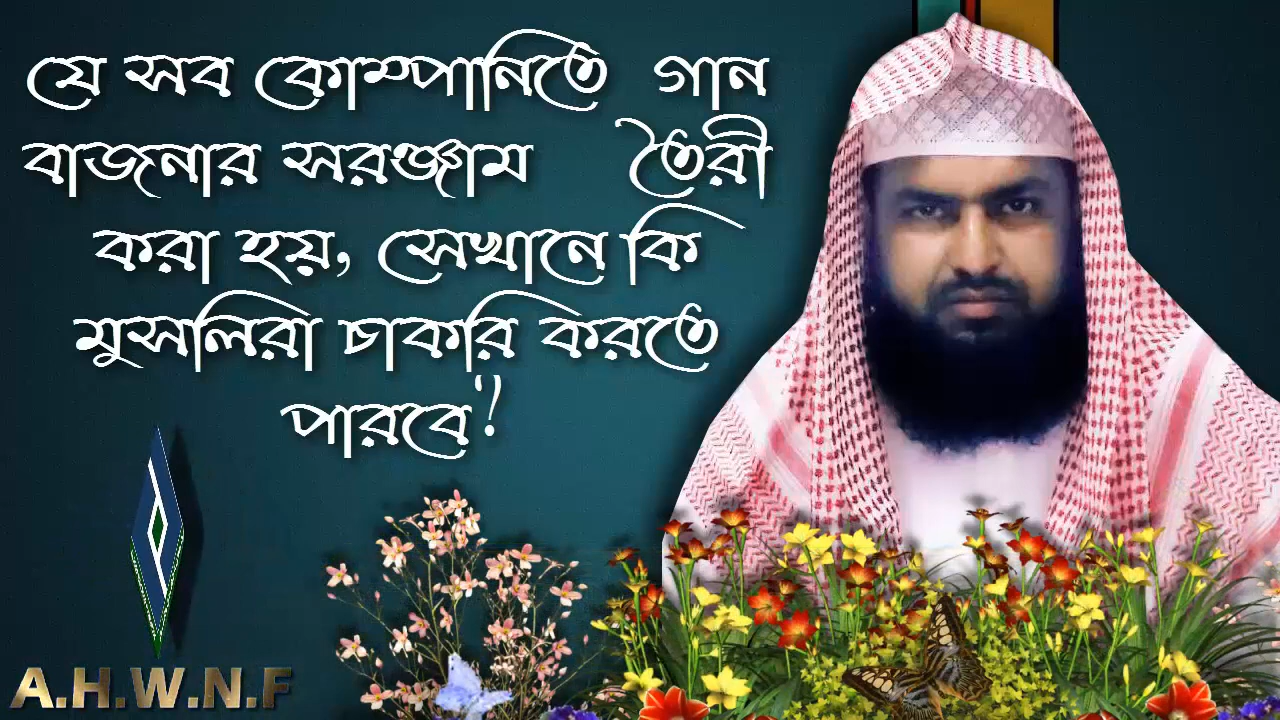 যে সব কোম্পানিতে গান
বাজনার সরঞ্জাম তৈরী
করা হয়, সেখানে কি
মুসলিরা চাকরি করতে
পারবে?
A.H.W.N.F